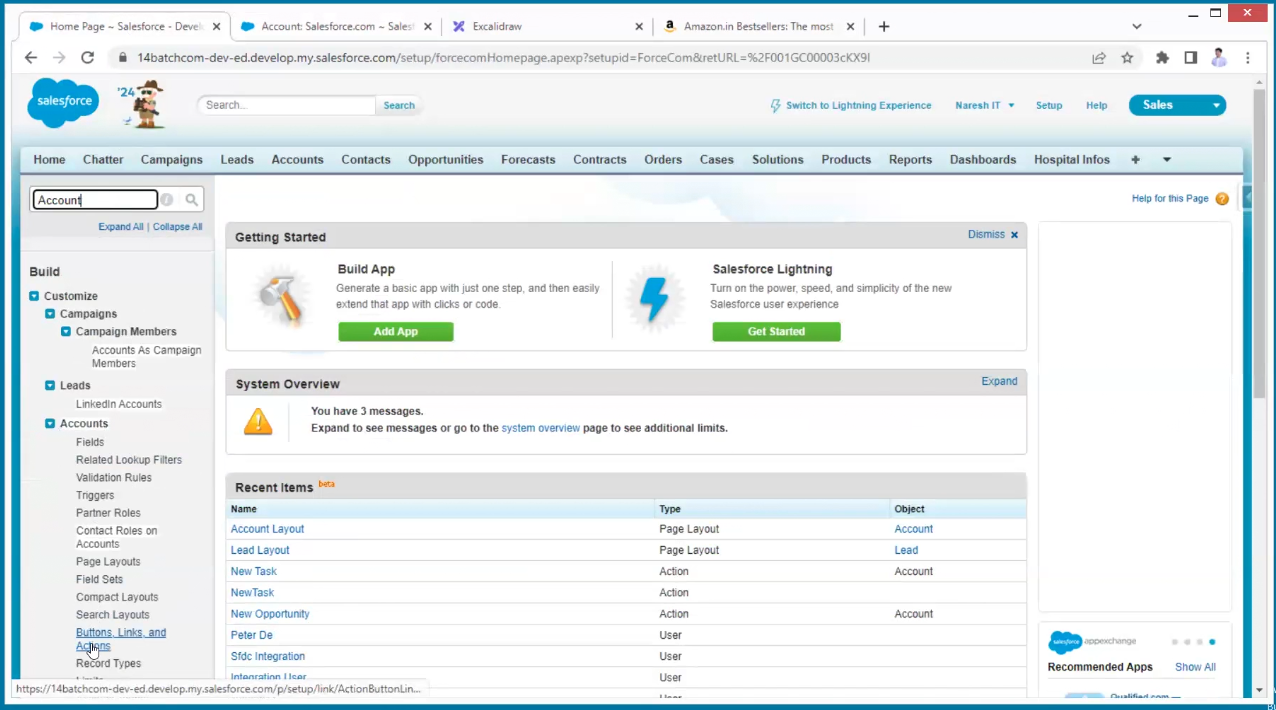 Home Page ~ Salesforce - Devel
Account: Salesforce.com ~ Sales
Excalidraw
Amazon.in Bestsellers: The most
14batchcom-dev-ed.develop.my.salesforce.com/setup/forcecomHomepage.apexp?setupid=ForceCom&retURL=%2F001GC00003cKX9I
salesforce
'24
Search...
Search
Switch to Lightning Experience
Naresh IT
Setup
Help
Sales
Home
Chatter
Campaigns
Leads
Accounts
Contacts
Opportunities
Forecasts
Contracts
Orders
Cases
Solutions
Products
Reports
Dashboards
Hospital Infos
+
Account
Expand All | Collapse All
Build
Customize
Campaigns
Campaign Members
Accounts As Campaign
Members
Leads
LinkedIn Accounts
Accounts
Fields
Related Lookup Filters
Validation Rules
Triggers
Partner Roles
Contact Roles on
Accounts
Page Layouts
Field Sets
Compact Layouts
Search Layouts
Buttons, Links, and
Actions
Record Types
https://14batchcom-dev-ed.develop.my.salesforce.com/p/setup/link/ActionButtonLin...
Help for this Page ?
Getting Started
Dismiss
Build App
Generate a basic app with just one step, and then easily
extend that app with clicks or code.
Add App
Salesforce Lightning
Turn on the power, speed, and simplicity of the new
Salesforce user experience
Get Started
System Overview
Expand
You have 3 messages.
Expand to see messages or go to the system overview page to see additional limits.
Recent Items beta
Name Type Object
Account Layout Page Layout Account
Lead Layout Page Layout Lead
New Task Action Account
NewTask Action
New Opportunity Action Account
Peter De User
Sfdc Integration User
Integration User User
salesforce appexchange
Recommended Apps Show All
Qualified.com —